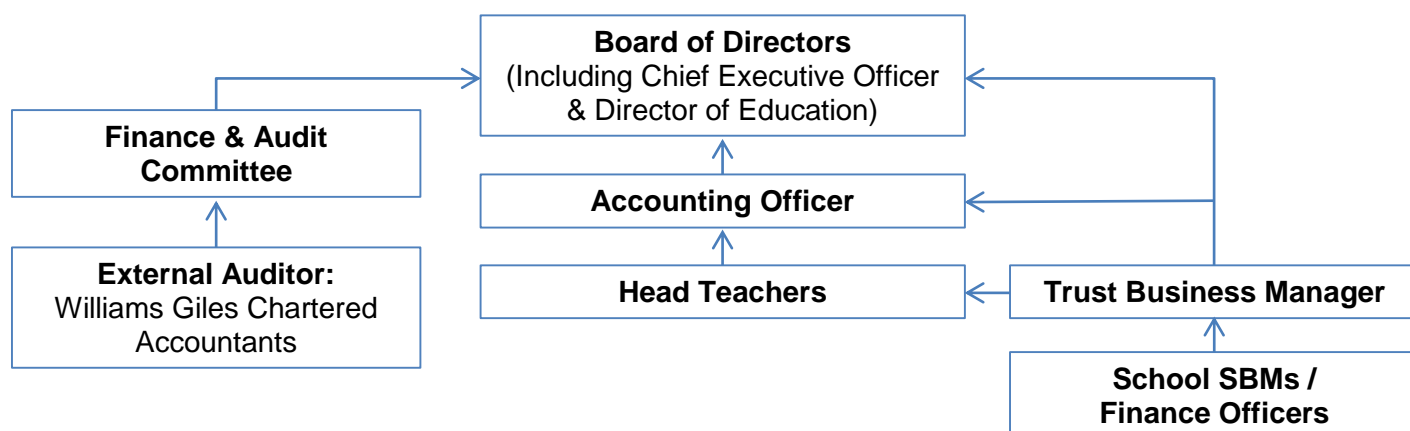 Board of Directors
(Including Chief Executive Officer
& Director of Education)
Finance & Audit
Committee
Accounting Officer
External Auditor:
Williams Giles Chartered
Accountants
Head Teachers
Trust Business Manager
School SBMs /
Finance Officers